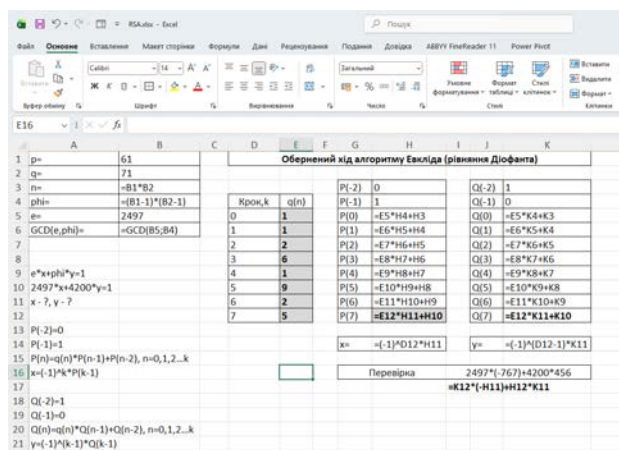 RSA.xlsx - Excel
Пошук
Файл Основне Вставлення Макет сторінки Формули Дані Рецензування Подання Довідка ABBYY FineReader 11 Power Pivot
Calibri 14 Загальний
Вставити
Умовне форматування Формат таблиці Стилі клітинок
Вставити
Видалити
Формат
Буфер обміну Шрифт Вирівнювання Число Стилі Клітинки
E16 fx
A B C D E F G H I J K
1 p= 61 Обернений хід алгоритму Евкліда (рівняння Діофанта)
2 q= 71
3 n= =B1*B2 P(-2) 0 Q(-2) 1
4 phi= =(B1-1)*(B2-1) Крок,k q(n) P(-1) 1 Q(-1) 0
5 e= 2497 0 1 P(0) =E5*H4+H3 Q(0) =E5*K4+K3
6 GCD(e,phi)= =GCD(B5;B4) 1 1 P(1) =E6*H5+H4 Q(1) =E6*K5+K4
7 2 2 P(2) =E7*H6+H5 Q(2) =E7*K6+K5
8 3 6 P(3) =E8*H7+H6 Q(3) =E8*K7+K6
9 e*x+phi*y=1 4 1 P(4) =E9*H8+H7 Q(4) =E9*K8+K7
10 2497*x+4200*y=1 5 9 P(5) =E10*H9+H8 Q(5) =E10*K9+K8
11 x - ?, y - ? 6 2 P(6) =E11*H10+H9 Q(6) =E11*K10+K9
12 7 5 P(7) =E12*H11+H10 Q(7) =E12*K11+K10
13 P(-2)=0
14 P(-1)=1 x= =(-1)^D12*H11 y= =(-1)^(D12-1)*K11
15 P(n)=q(n)*P(n-1)+P(n-2), n=0,1,2...k
16 x=(-1)^k*P(k-1) Перевірка 2497*(-767)+4200*456
17 =K12*(-H11)+H12*K11
18 Q(-2)=1
19 Q(-1)=0
20 Q(n)=q(n)*Q(n-1)+Q(n-2), n=0,1,2...k
21 y=(-1)^(k-1)*Q(k-1)